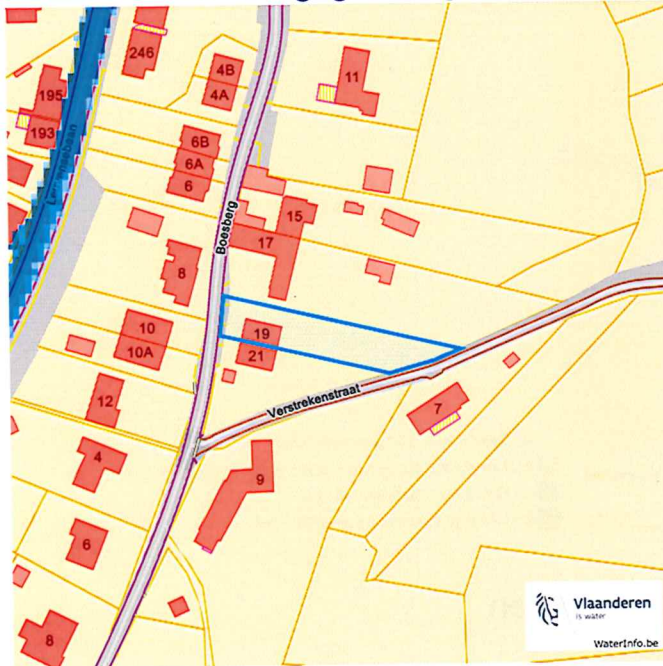 246
4B
4A
11
195
193
6B
6A
6
15
17
Boesberg
8
10
10A
19
21
12
Verstrekenstraat
7
4
9
6
8
Vlaanderen
is water
WaterInfo.be